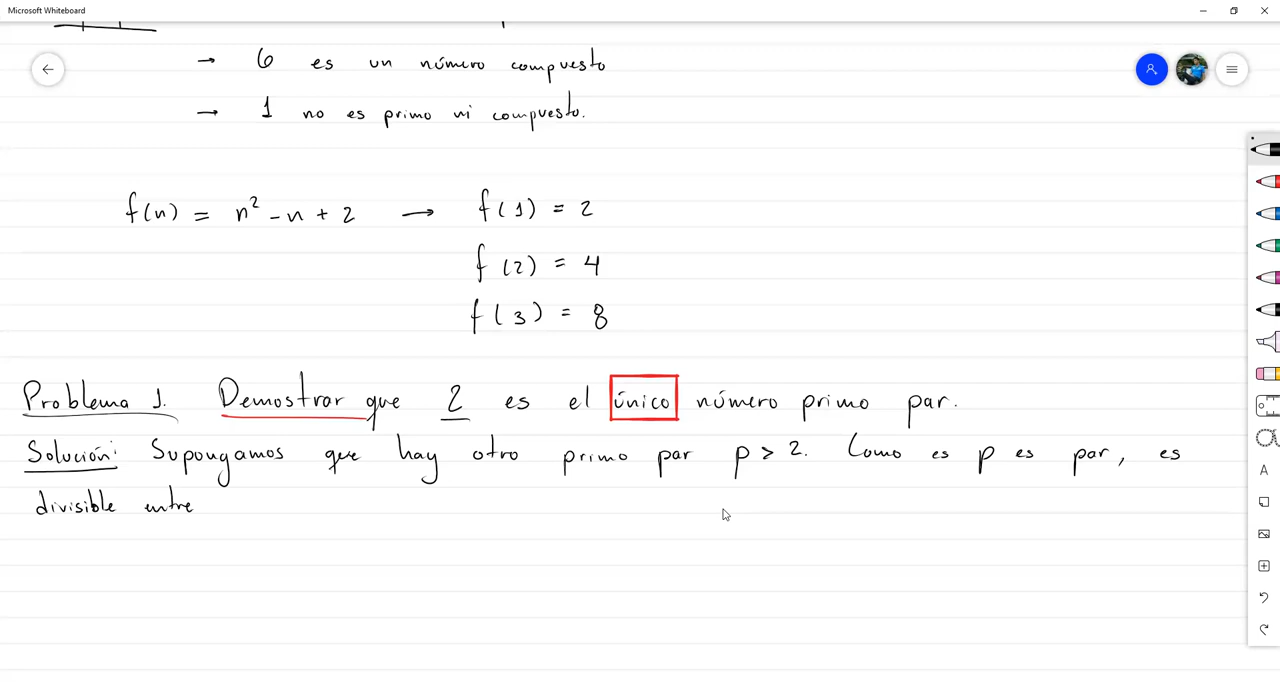 Microsoft Whiteboard
→ 6 es un número compuesto
→ 1 no es primo ni compuesto.
f(n) = n² - n + 2 → f(1) = 2
f(2) = 4
f(3) = 8
Problema 1. Demostrar que 2 es el único número primo par.
Solución: Supongamos que hay otro primo par p > 2. Como es p es par, es
divisible entre
A